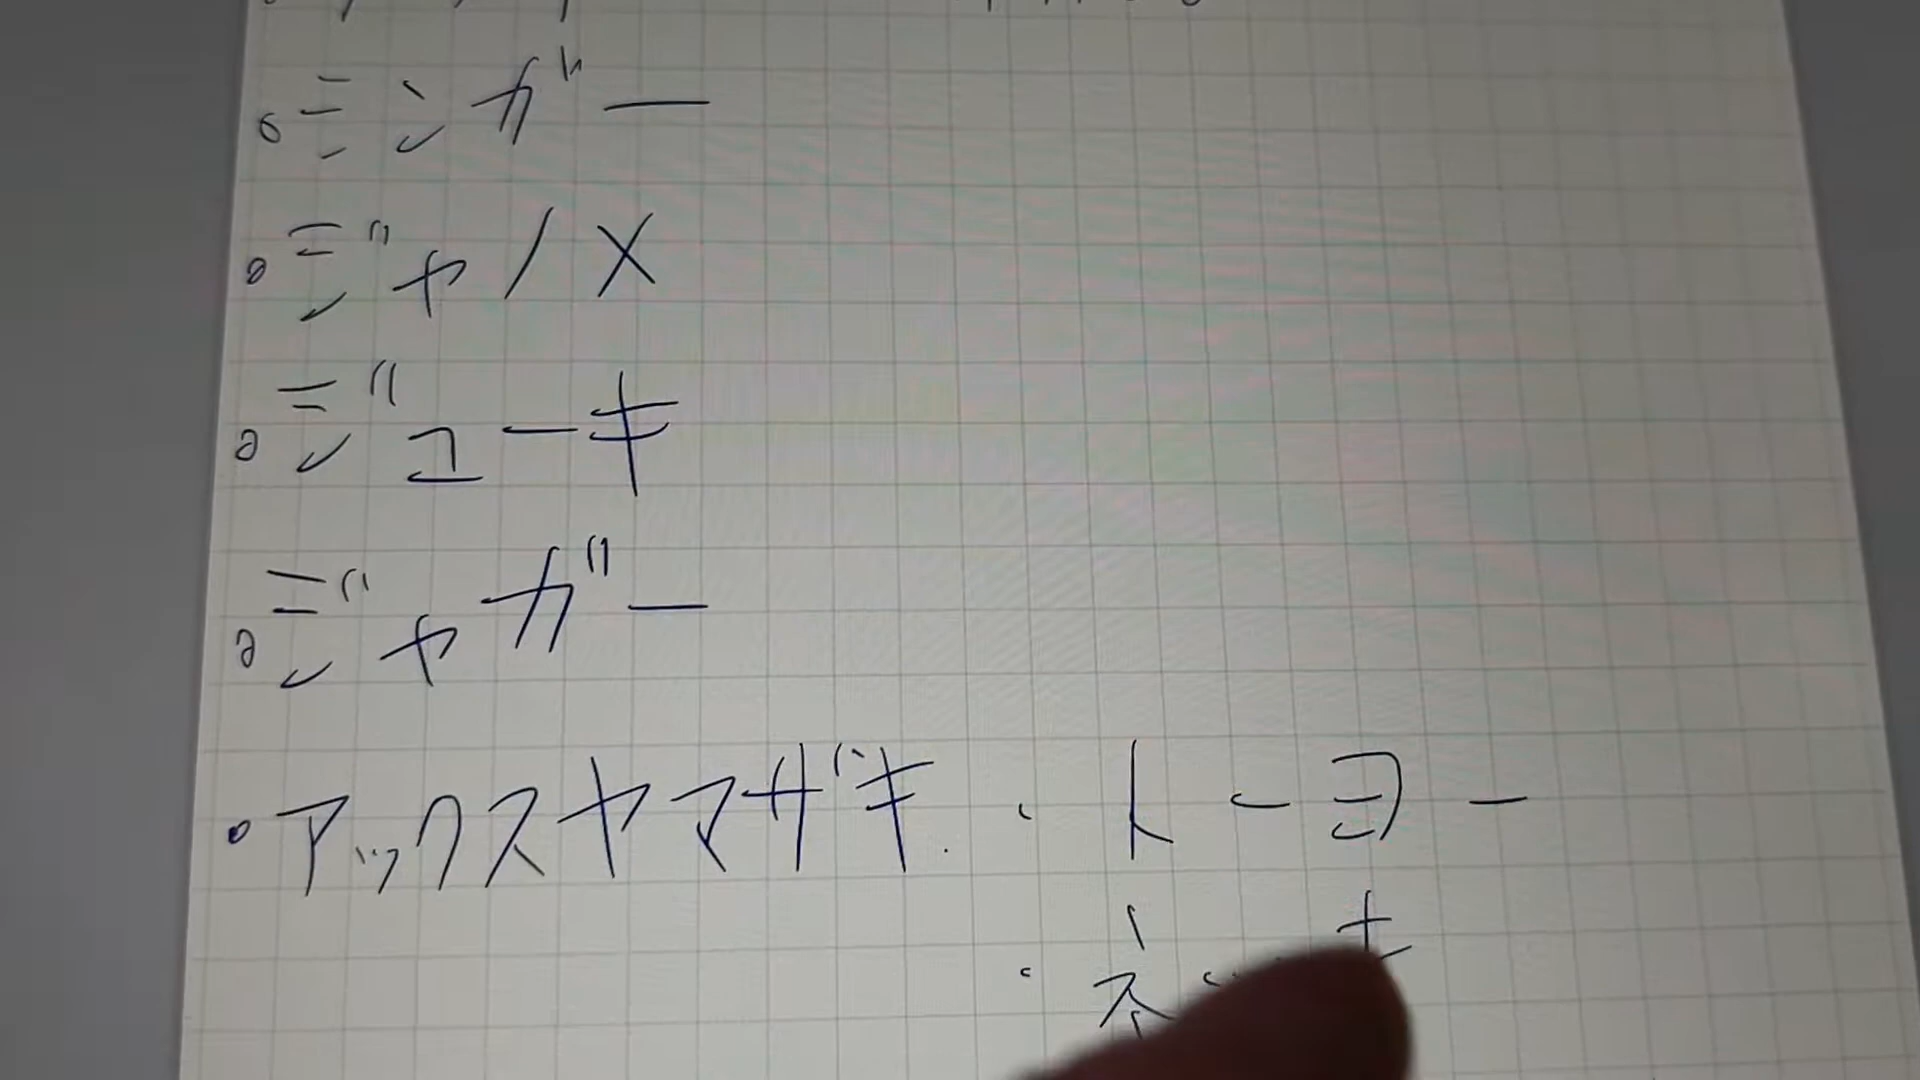 ・シンガー
・ジャノメ
・ジューキ
・ジャガー
・アックスヤマザキ
・トーヨー